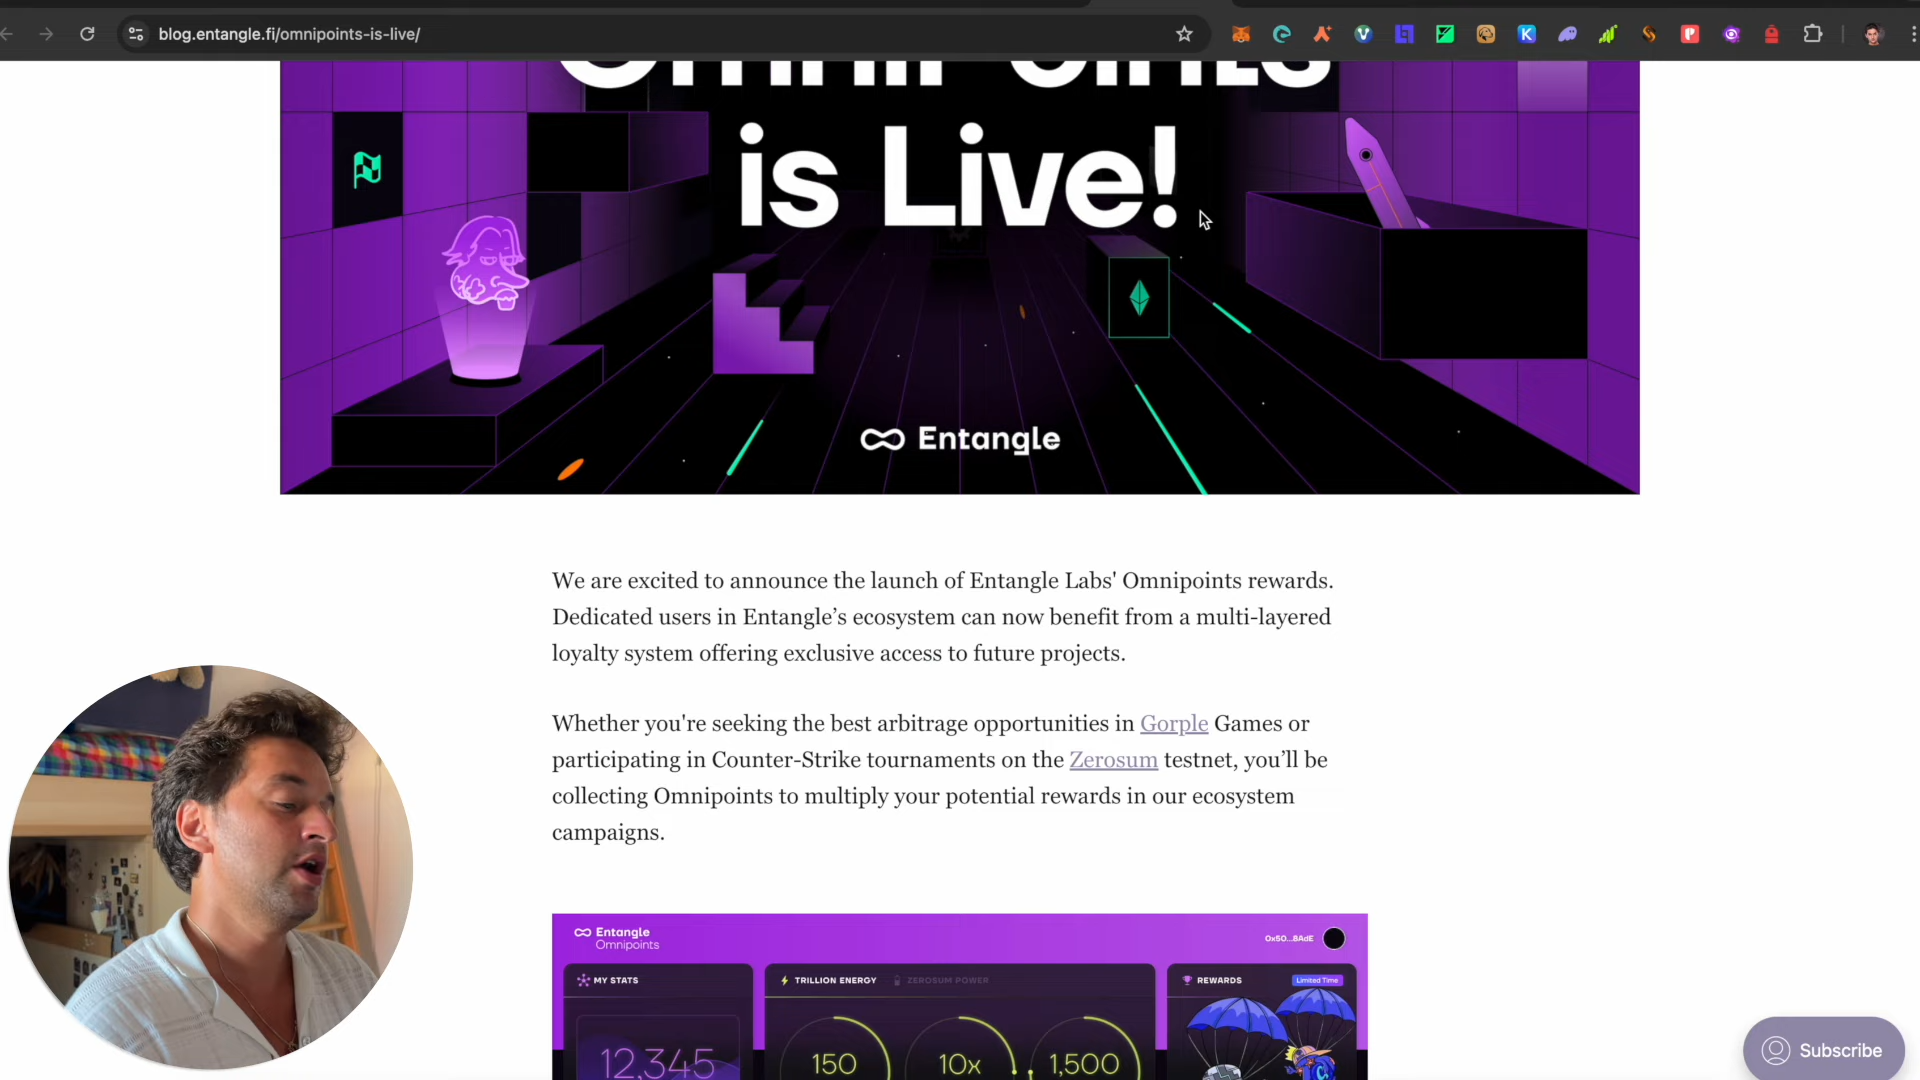 blog.entangle.fi/omnipoints-is-live/
OmniPoints
is Live!
Entangle
We are excited to announce the launch of Entangle Labs' Omnipoints rewards.
Dedicated users in Entangle’s ecosystem can now benefit from a multi-layered
loyalty system offering exclusive access to future projects.
Whether you're seeking the best arbitrage opportunities in Gorple Games or
participating in Counter-Strike tournaments on the Zerosum testnet, you’ll be
collecting Omnipoints to multiply your potential rewards in our ecosystem
campaigns.
Entangle
Omnipoints
0x50...8AdE
MY STATS
TRILLION ENERGY
ZEROSUM POWER
REWARDS
Limited Time
12,345
150
10x
1,500
Subscribe